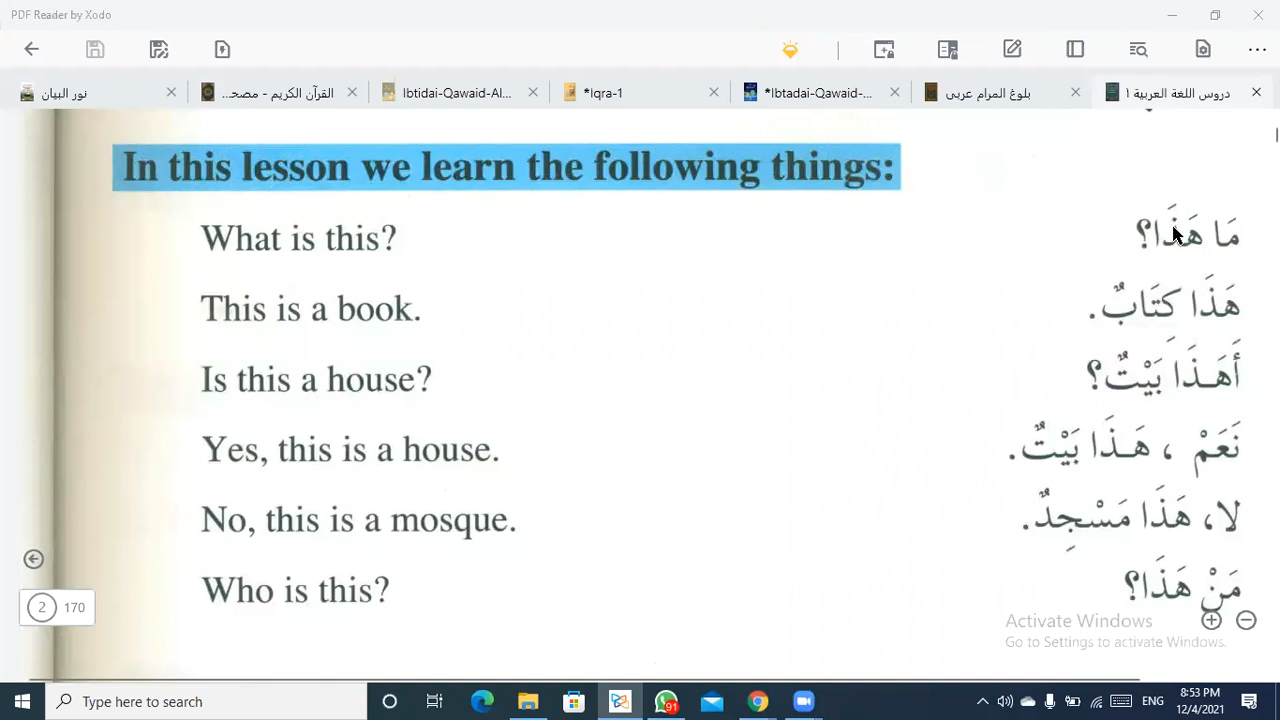 PDF Reader by Xodo
نور البيان
القرآن الكريم - مصحـ...
Ibtidai-Qawaid-Al...
*Iqra-1
*Ibtadai-Qawaid-...
بلوغ المرام عربى
دروس اللغة العربية ١
In this lesson we learn the following things:
What is this? مَا هَذَا؟
This is a book. هَذَا كِتَابٌ.
Is this a house? أَهَـذَا بَيْتٌ؟
Yes, this is a house. نَعَمْ ، هَـذَا بَيْتٌ.
No, this is a mosque. لا، هَذَا مَسْجِدٌ.
Who is this? مَنْ هَذَا؟
2 170
Activate Windows
Go to Settings to activate Windows.
Type here to search
91
ENG
8:53 PM
12/4/2021